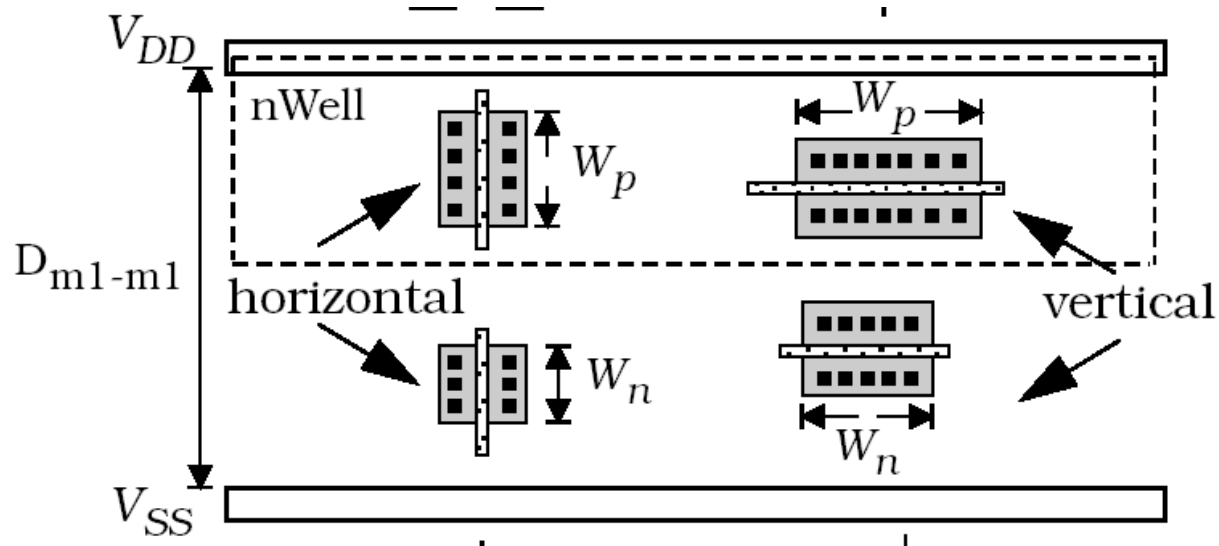 V_DD
nWell
W_p
W_p
D_m1-m1
horizontal
vertical
W_n
W_n
V_SS